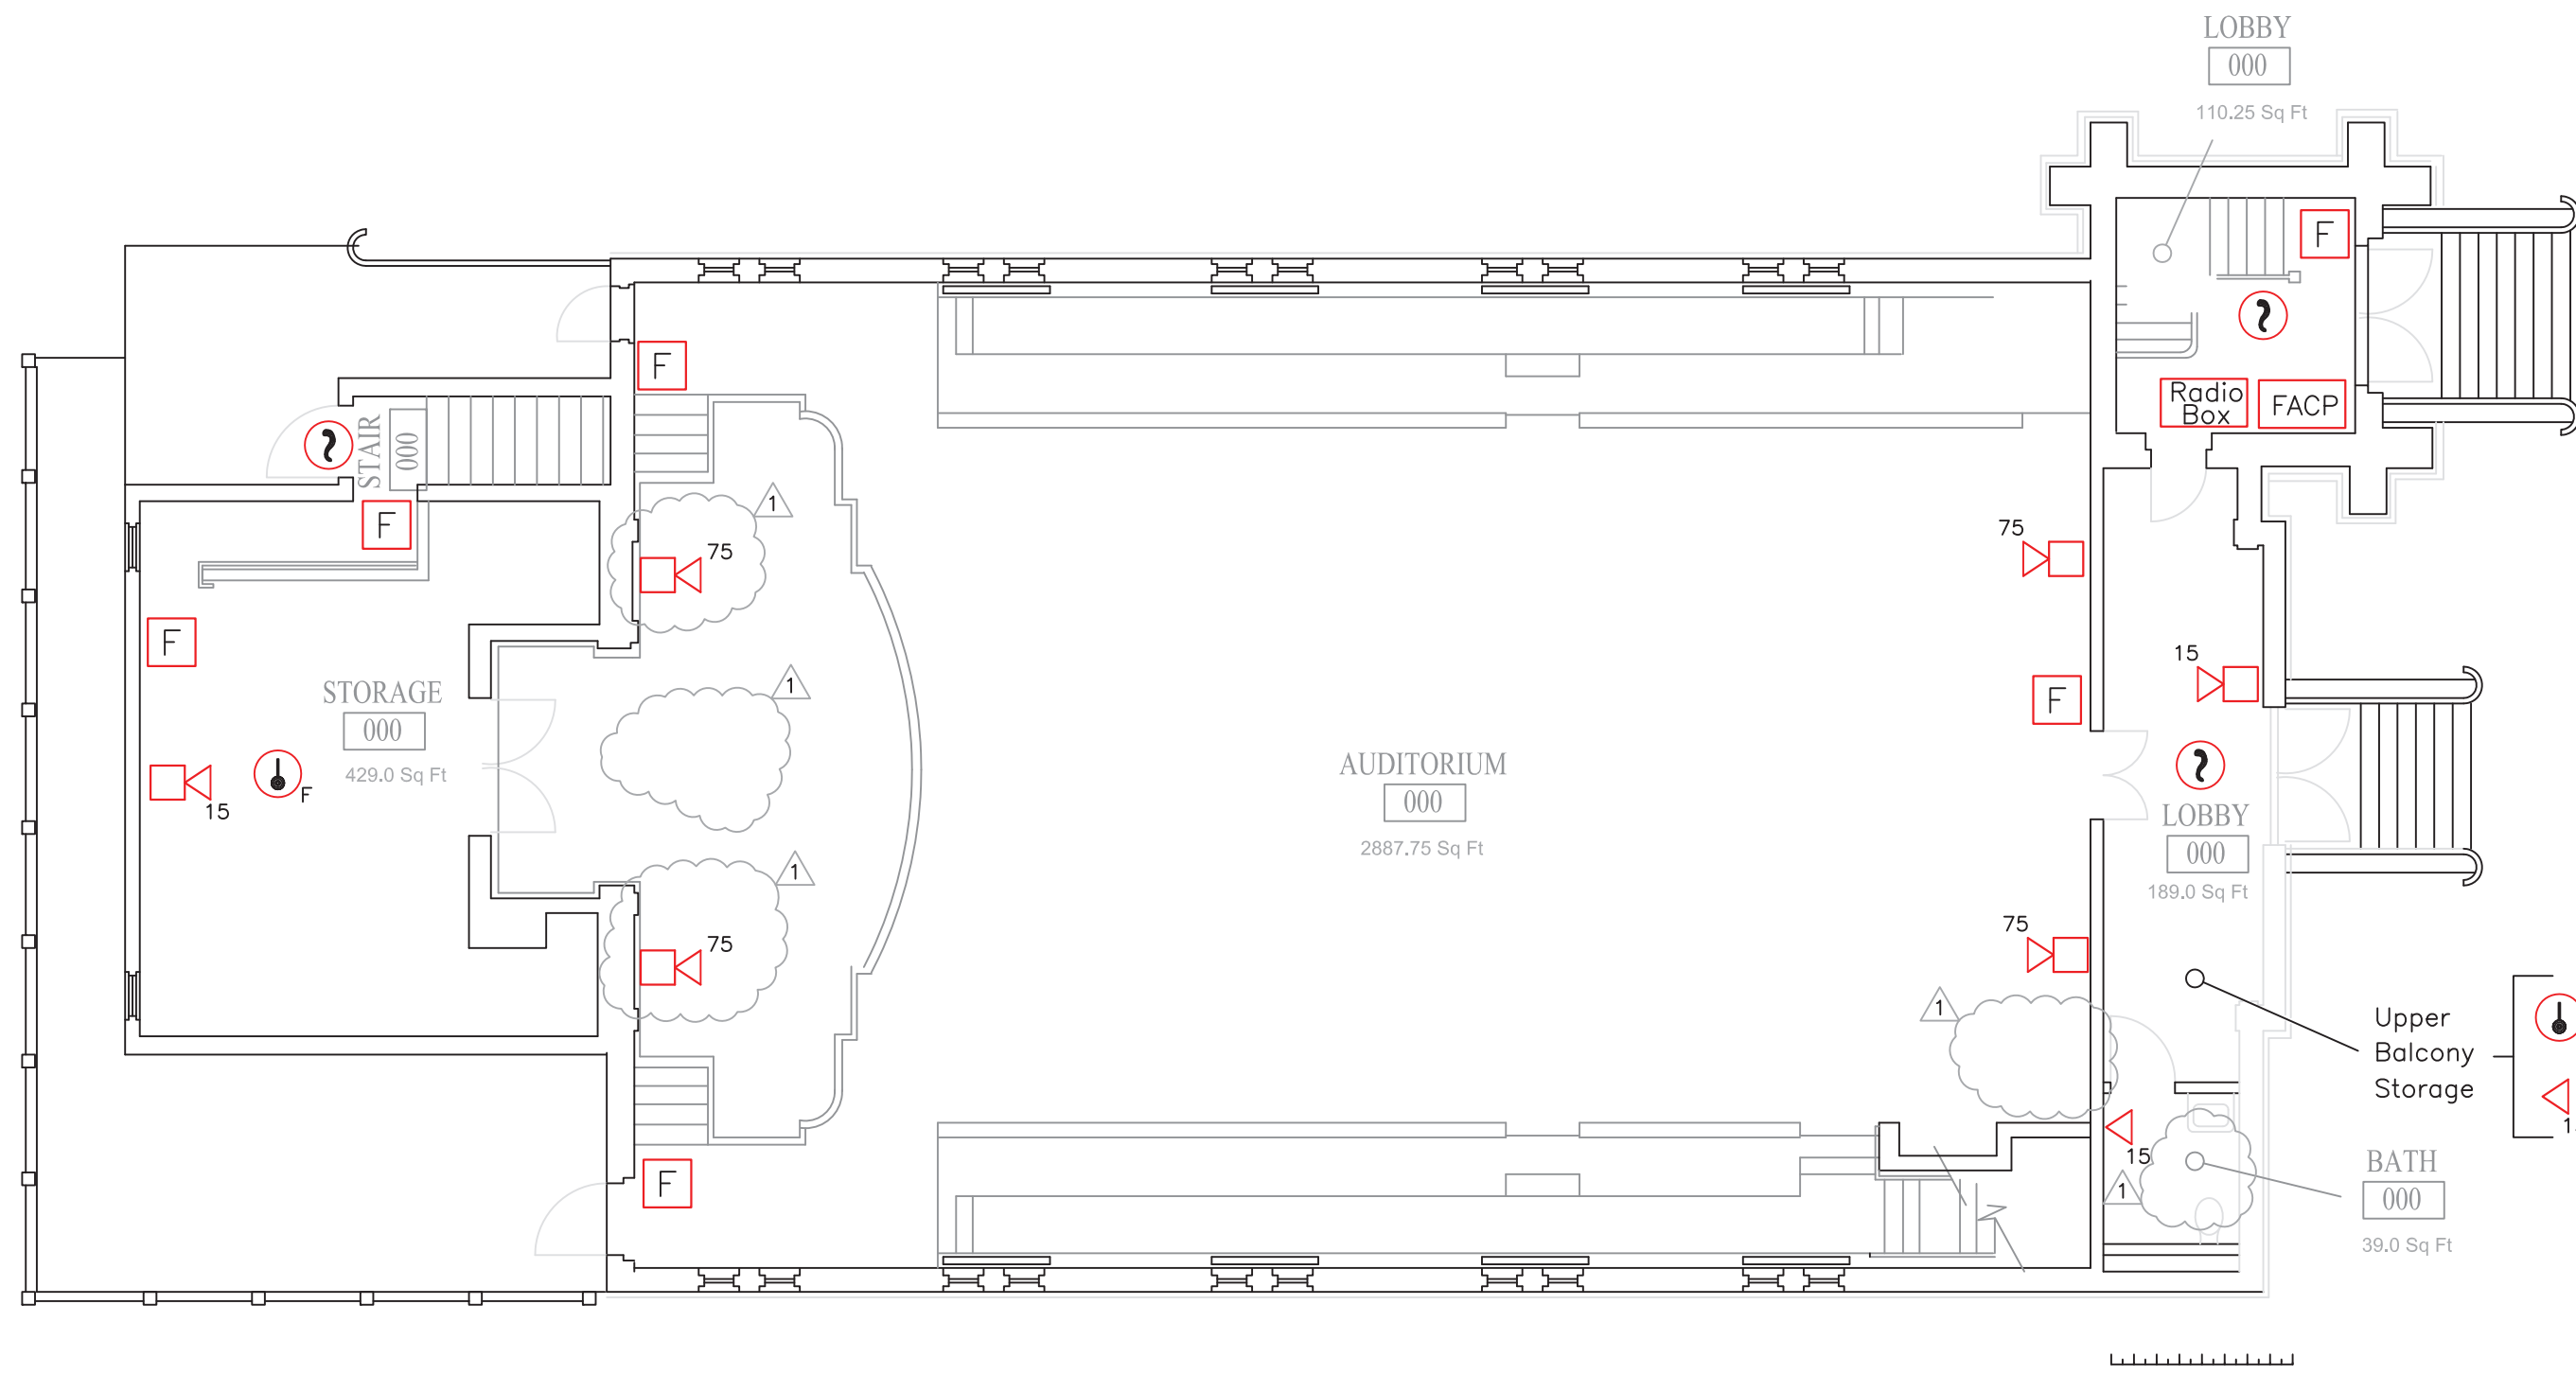 LOBBY
000
110.25 Sq Ft
F
Radio
Box
FACP
F
STAIR
000
F
1
75
75
F
1
15
STORAGE
000
429.0 Sq Ft
F
15
F
AUDITORIUM
000
2887.75 Sq Ft
LOBBY
000
189.0 Sq Ft
1
75
75
1
Upper
Balcony
Storage
1
15
BATH
000
39.0 Sq Ft
1
F